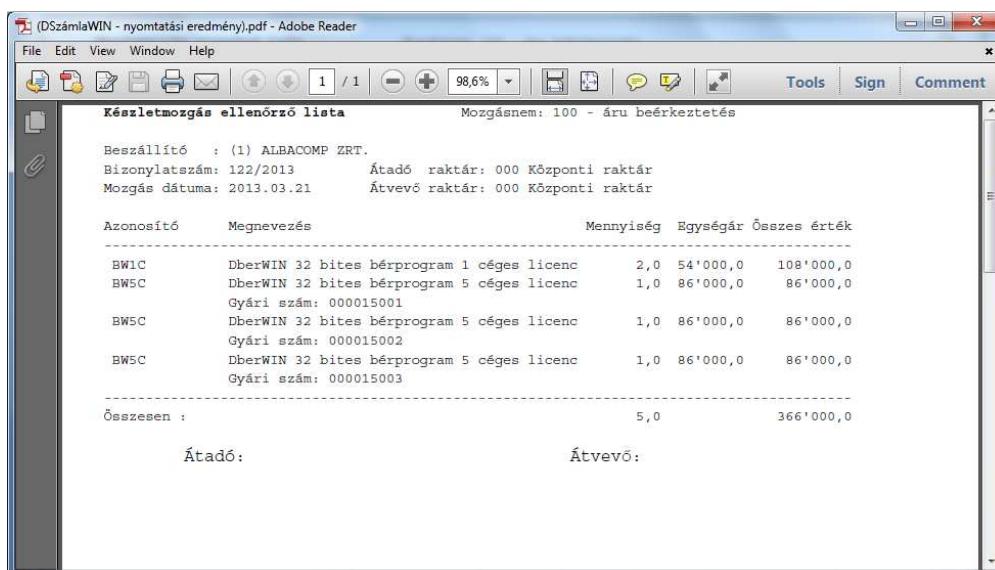 (DSzámlaWIN - nyomtatási eredmény).pdf - Adobe Reader
File Edit View Window Help
1 / 1 98,6% Tools Sign Comment
Készletmozgás ellenőrző lista Mozgásnem: 100 - áru beérkeztetés
Beszállító : (1) ALBACOMP ZRT.
Bizonylatszám: 122/2013 Átadó raktár: 000 Központi raktár
Mozgás dátuma: 2013.03.21 Átvevő raktár: 000 Központi raktár
Azonosító Megnevezés Mennyiség Egységár Összes érték
BW1C DberWIN 32 bites bérprogram 1 céges licenc 2,0 54'000,0 108'000,0
BW5C DberWIN 32 bites bérprogram 5 céges licenc 1,0 86'000,0 86'000,0
Gyári szám: 000015001
BW5C DberWIN 32 bites bérprogram 5 céges licenc 1,0 86'000,0 86'000,0
Gyári szám: 000015002
BW5C DberWIN 32 bites bérprogram 5 céges licenc 1,0 86'000,0 86'000,0
Gyári szám: 000015003
Összesen : 5,0 366'000,0
Átadó: Átvevő: